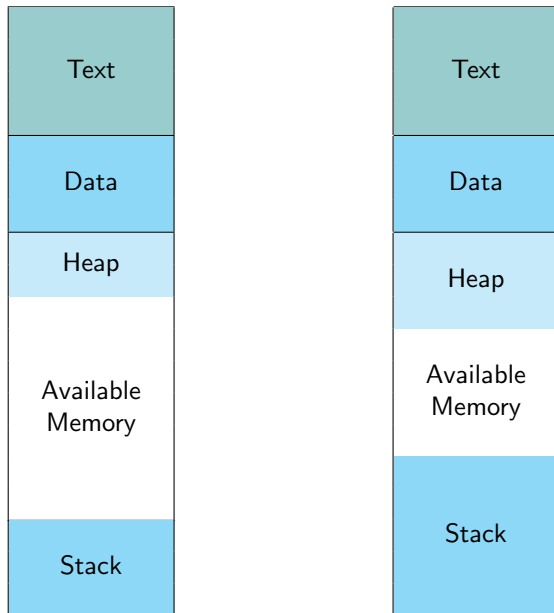 Text
Data
Heap
Available
Memory
Stack
Text
Data
Heap
Available
Memory
Stack